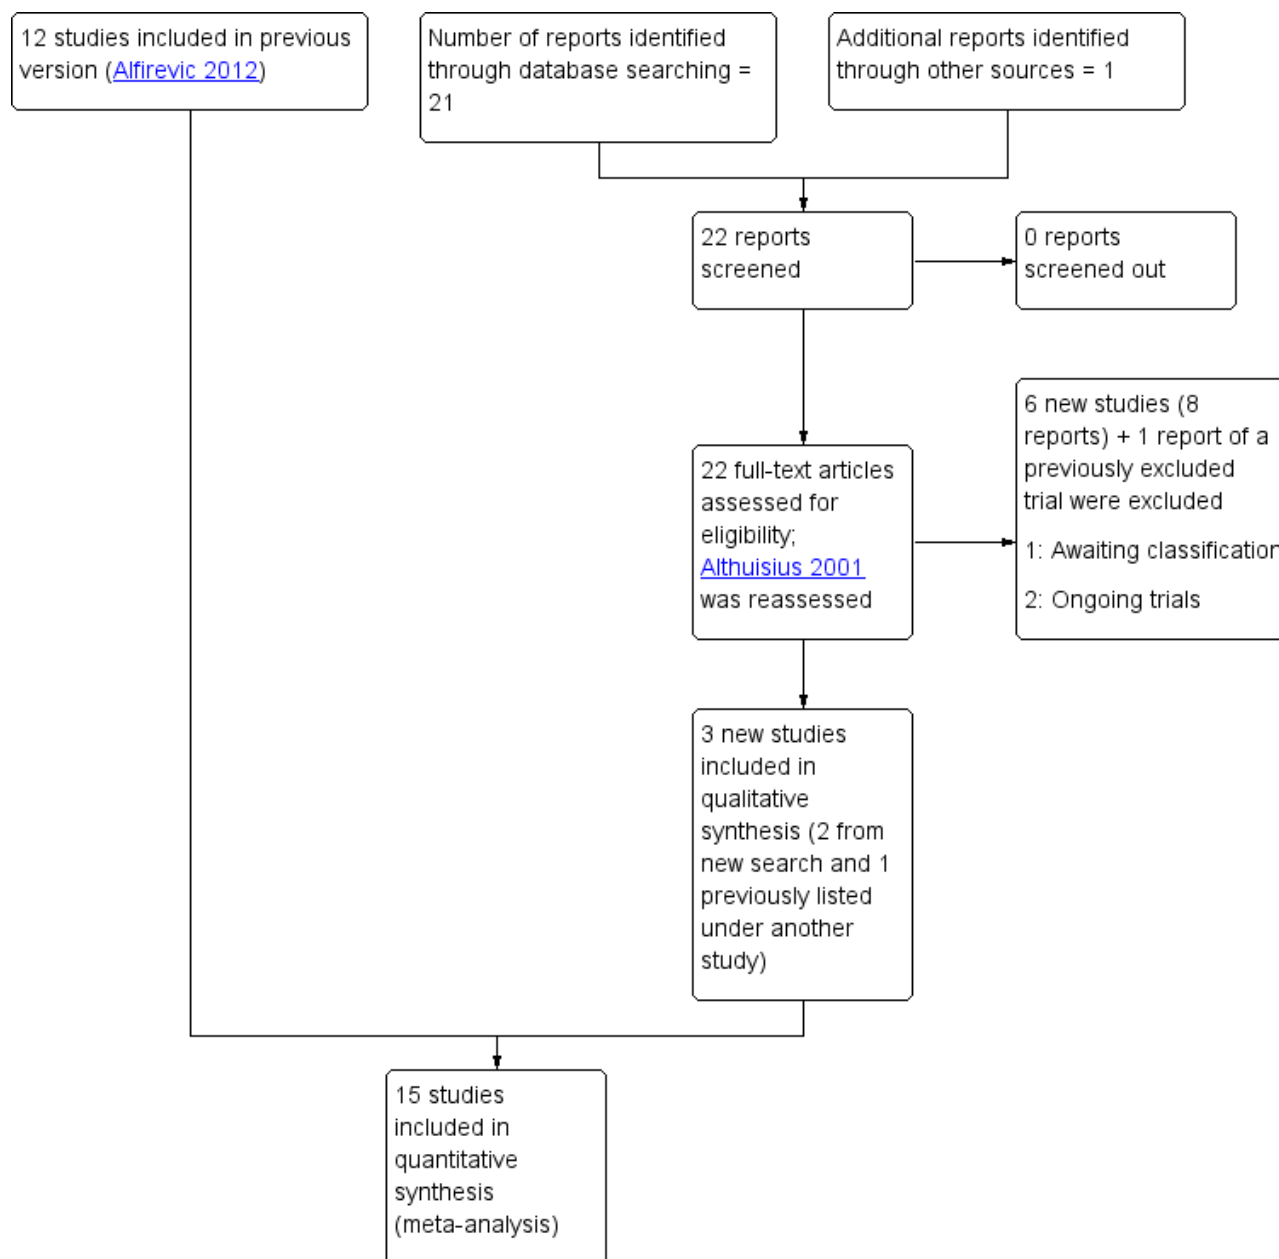 12 studies included in previous
version (Alfirevic 2012)
Number of reports identified
through database searching =
21
Additional reports identified
through other sources = 1
22 reports
screened
0 reports
screened out
22 full-text articles
assessed for
eligibility;
Althuisius 2001
was reassessed
6 new studies (8
reports) + 1 report of a
previously excluded
trial were excluded
1: Awaiting classification
2: Ongoing trials
3 new studies
included in
qualitative
synthesis (2 from
new search and 1
previously listed
under another
study)
15 studies
included in
quantitative
synthesis
(meta-analysis)